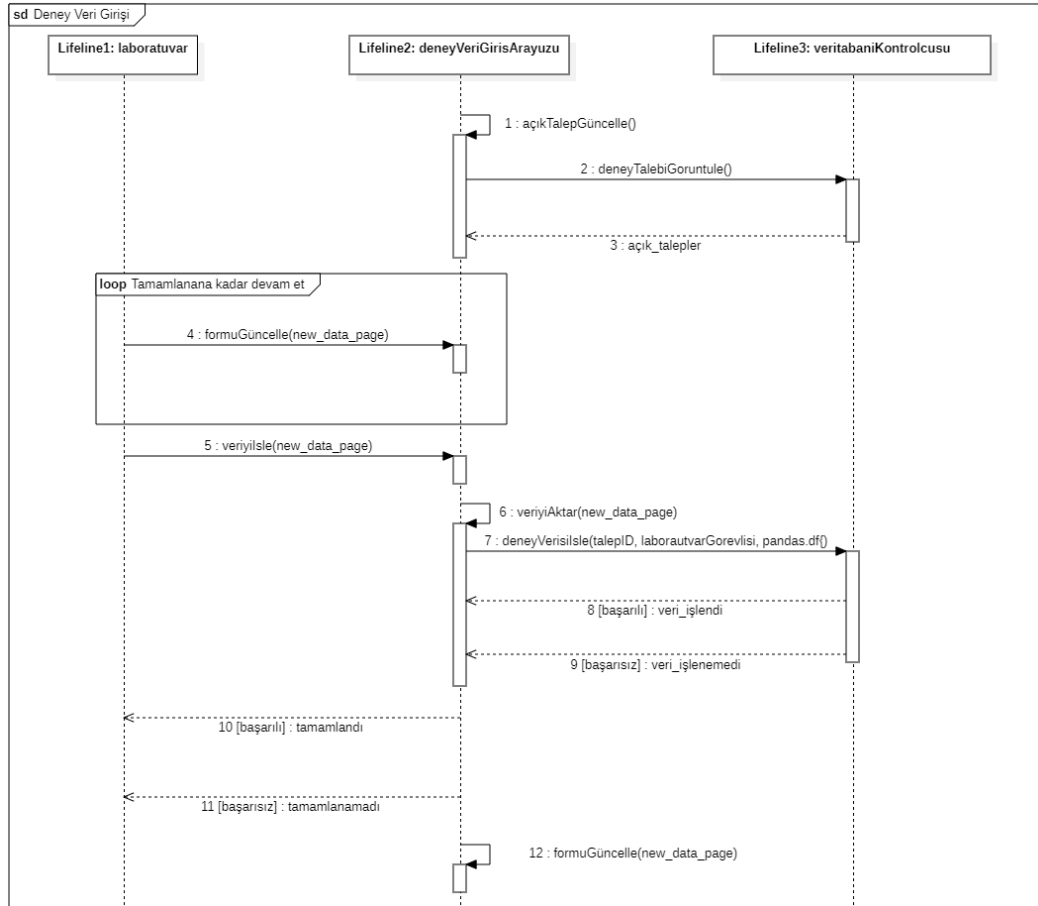 sd Deney Veri Girişi
Lifeline1: laboratuvar
Lifeline2: deneyVeriGirisArayuzu
Lifeline3: veritabaniKontrolcusu
1 : açıkTalepGüncelle()
2 : deneyTalebiGoruntule()
3 : açık_talepler
loop Tamamlanana kadar devam et
4 : formuGüncelle(new_data_page)
5 : veriyiIsle(new_data_page)
6 : veriyiAktar(new_data_page)
7 : deneyVerisiIsle(talepID, laborautvarGorevlisi, pandas.df()
8 [başarılı] : veri_işlendi
9 [başarısız] : veri_işlenemedi
10 [başarılı] : tamamlandı
11 [başarısız] : tamamlanamadı
12 : formuGüncelle(new_data_page)